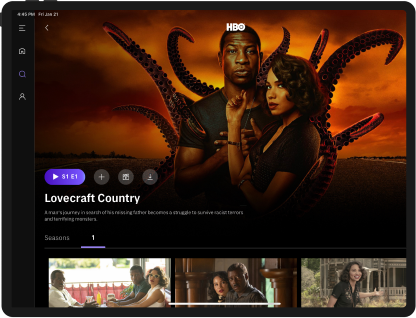 4:45 PM Fri Jan 21
HBO
S1 E1
Lovecraft Country
A man's journey in search of his missing father becomes a struggle to survive racist terrors
and terrifying monsters.
Seasons 1